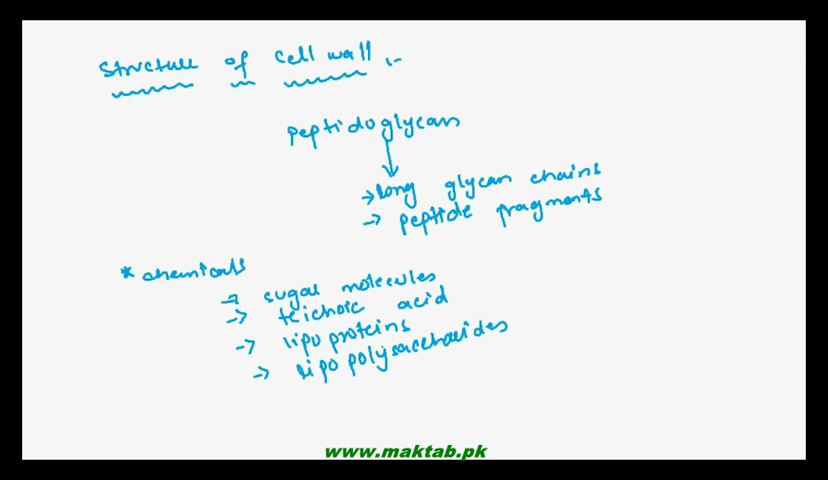 structure of cell wall :-
peptidoglycan
→ long glycan chains
→ peptide fragments
* chemicals
→ sugar molecules
→ teichoic acid
→ lipo proteins
→ lipo polysaccharides
www.maktab.pk